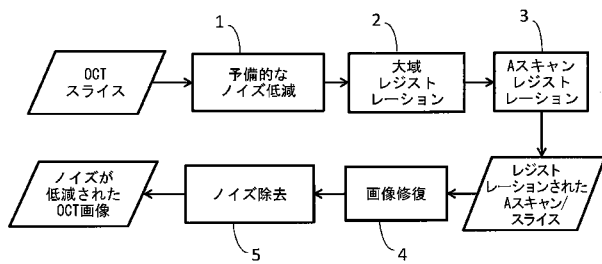 1
2
3
OCT
スライス
予備的な
ノイズ低減
大域
レジスト
レーション
Aスキャン
レジスト
レーション
ノイズが
低減された
OCT画像
ノイズ除去
画像修復
レジスト
レーションされた
Aスキャン/
スライス
5
4